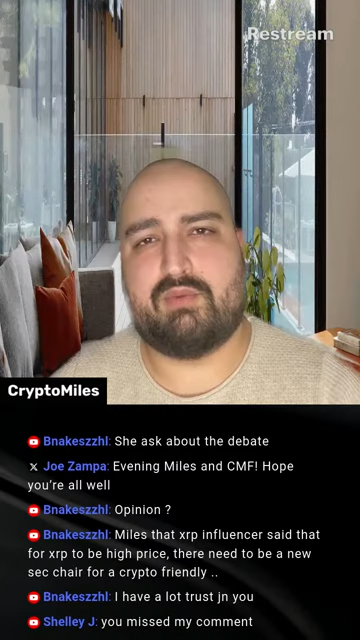 Restream
CryptoMiles
Bnakeszzhl: She ask about the debate
Joe Zampa: Evening Miles and CMF! Hope
you're all well
Bnakeszzhl: Opinion ?
Bnakeszzhl: Miles that xrp influencer said that
for xrp to be high price, there need to be a new
sec chair for a crypto friendly ..
Bnakeszzhl: I have a lot trust jn you
Shelley J: you missed my comment